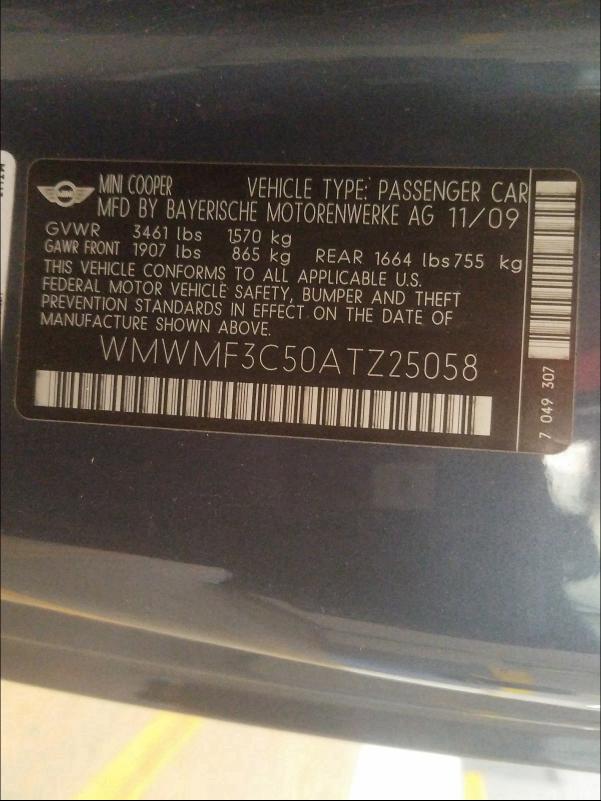 MINI COOPER VEHICLE TYPE: PASSENGER CAR
MFD BY BAYERISCHE MOTORENWERKE AG 11/09
GVWR 3461 lbs 1570 kg
GAWR FRONT 1907 lbs 865 kg REAR 1664 lbs 755 kg
THIS VEHICLE CONFORMS TO ALL APPLICABLE U.S.
FEDERAL MOTOR VEHICLE SAFETY, BUMPER AND THEFT
PREVENTION STANDARDS IN EFFECT ON THE DATE OF
MANUFACTURE SHOWN ABOVE.
WMWMF3C50ATZ25058
7 049 307